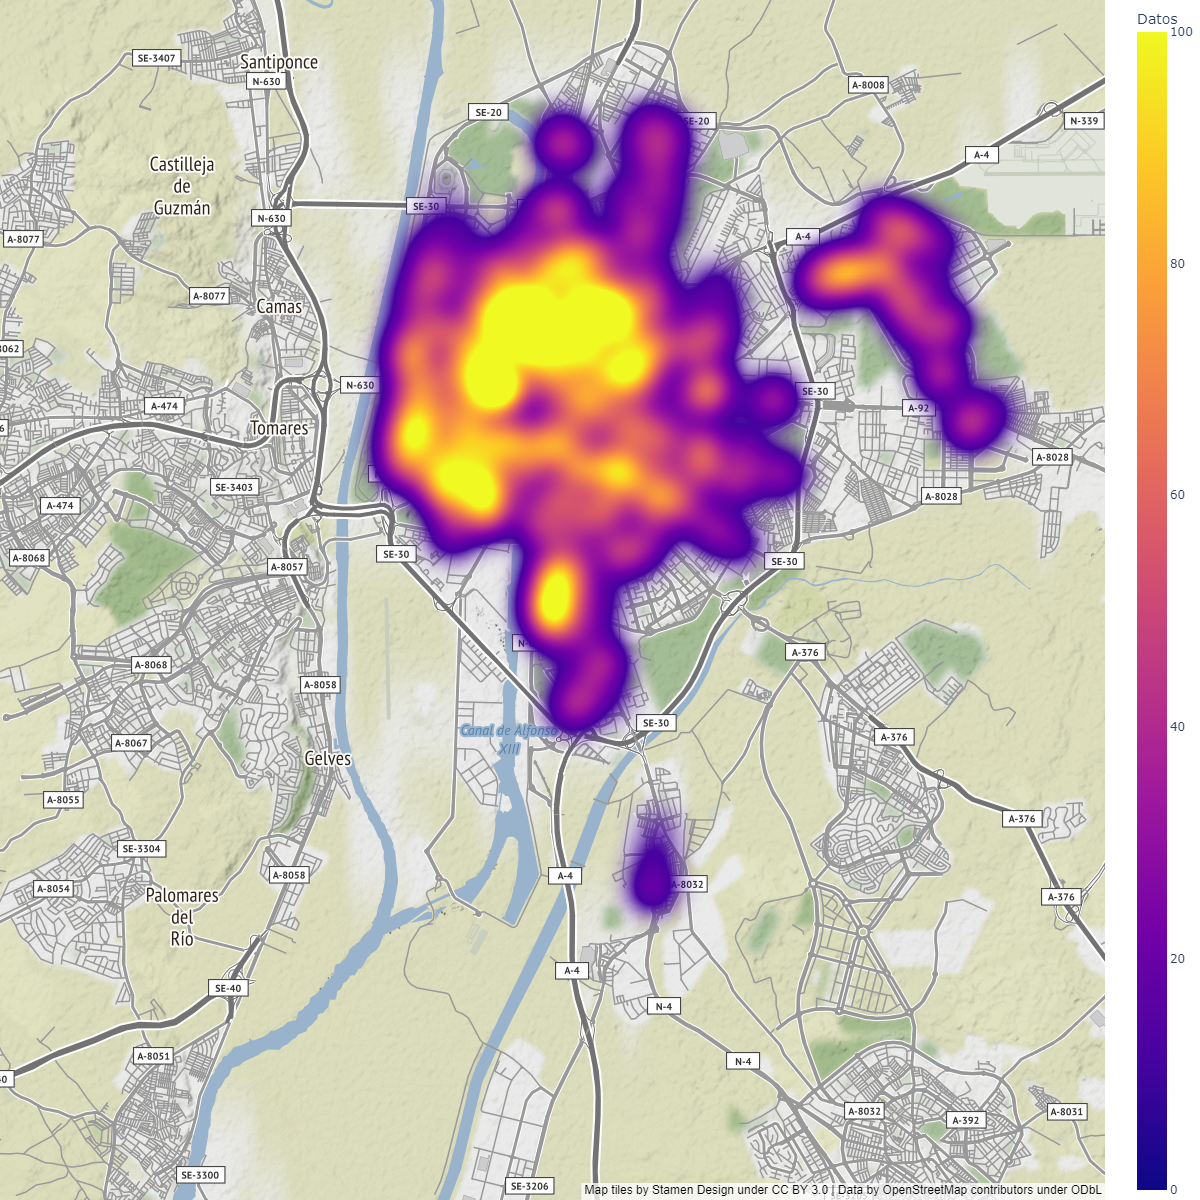 Datos
100
80
60
40
20
0
SE-3407
Santiponce
N-630
SE-20
SE-20
A-8008
N-339
A-4
Castilleja
de
Guzmán
SE-30
N-630
A-8077
A-4
A-8077
Camas
8062
N-630
SE-30
A-474
A-92
Tomares
A-8028
SE-3403
A-8028
A-474
A-8068
SE-30
SE-30
A-8057
A-8068
N-
A-376
A-8058
SE-30
Canal de Alfonso
XIII
A-376
A-8067
Gelves
A-8055
A-376
SE-3304
A-8058
A-4
A-8032
A-8054
Palomares
del
Río
A-376
A-4
SE-40
N-4
A-8051
N-4
40
A-8032
A-392
A-8031
SE-3300
SE-3206
Map tiles by Stamen Design under CC BY 3.0 | Data by OpenStreetMap contributors under ODbL